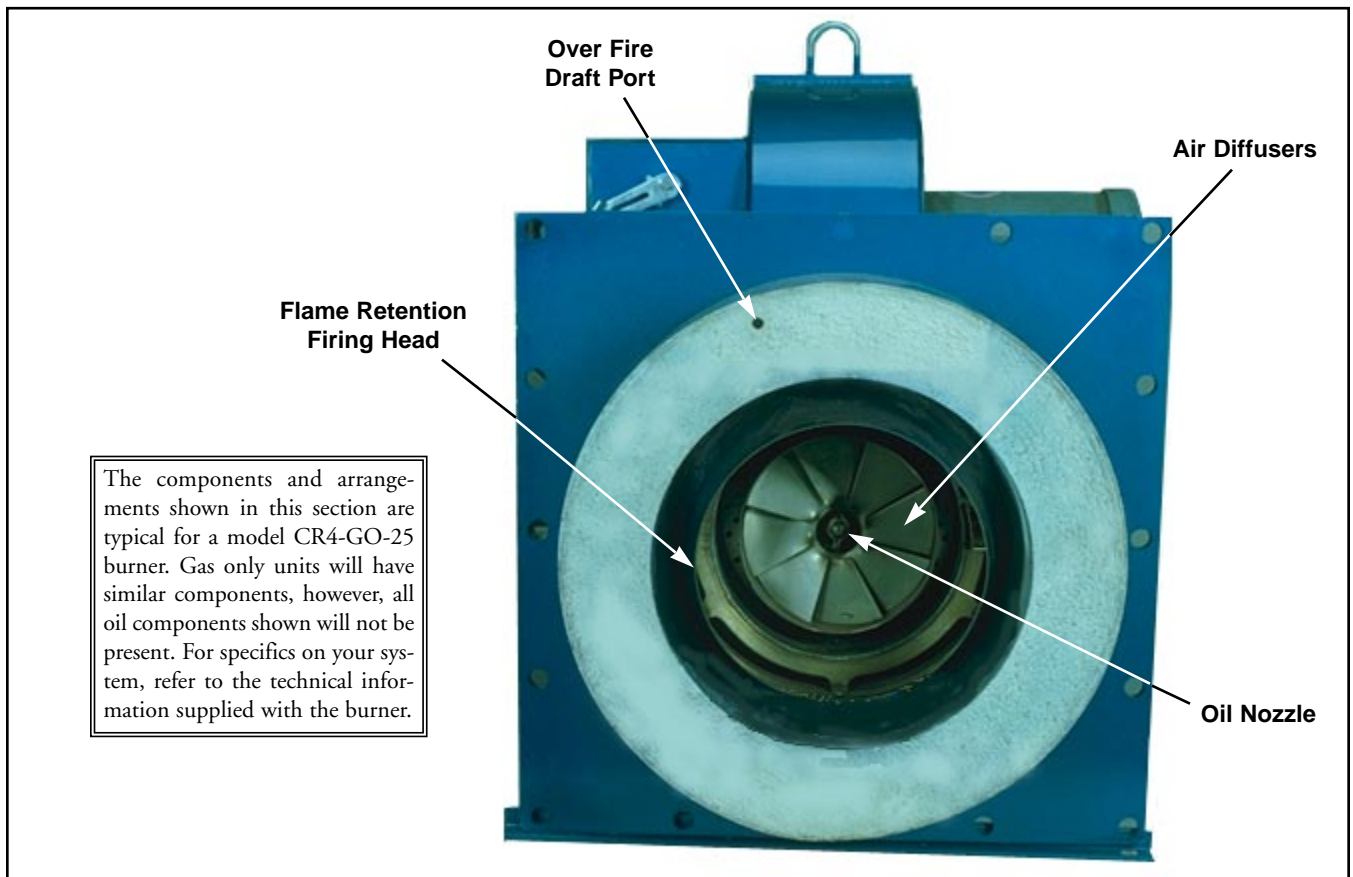 Over Fire
Draft Port
Air Diffusers
Flame Retention
Firing Head
The components and arrange-
ments shown in this section are
typical for a model CR4-GO-25
burner. Gas only units will have
similar components, however, all
oil components shown will not be
present. For specifics on your sys-
tem, refer to the technical infor-
mation supplied with the burner.
Oil Nozzle